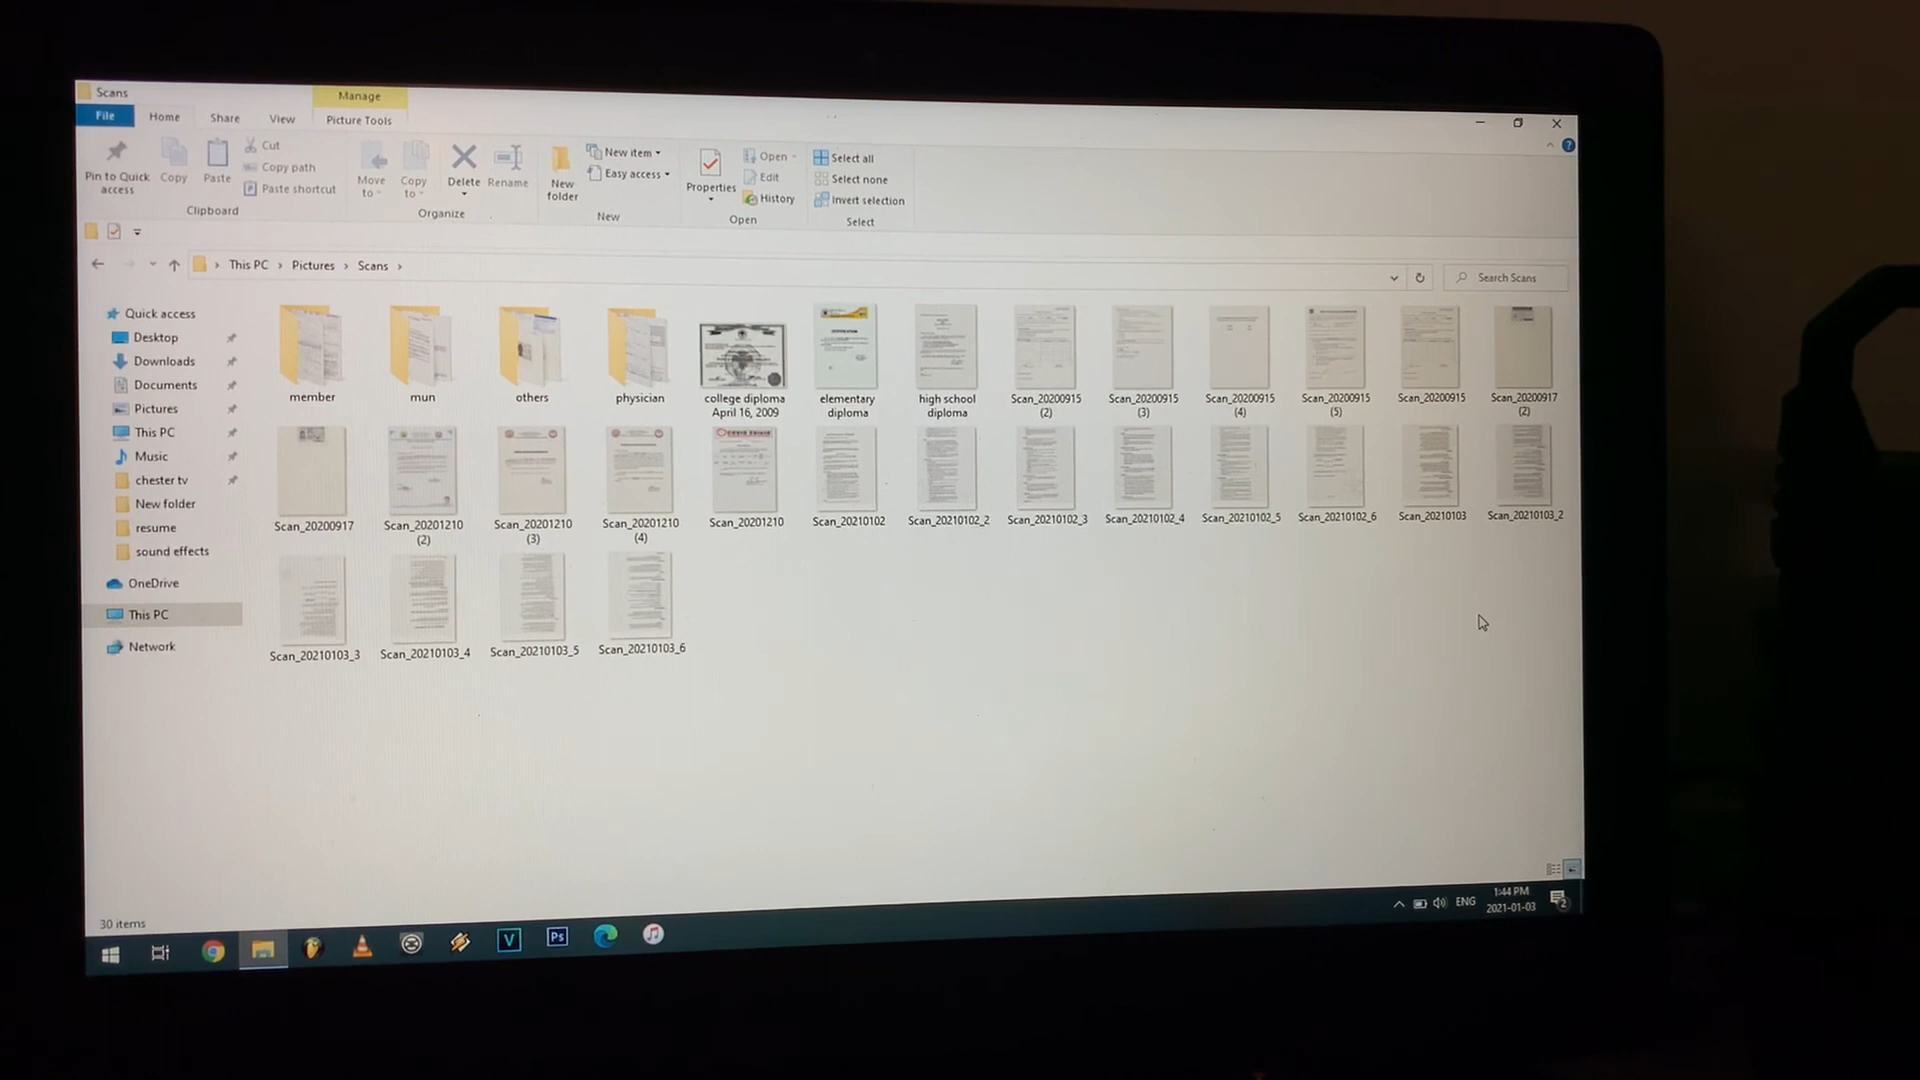 Scans
Manage
File
Home
Share
View
Picture Tools
Pin to Quick
access
Copy
Paste
Cut
Copy path
Paste shortcut
Clipboard
Move
to
Copy
to
Delete
Rename
Organize
New
folder
New item
Easy access
New
Properties
Open
Edit
History
Open
Select all
Select none
Invert selection
Select
This PC
Pictures
Scans
Search Scans
Quick access
Desktop
Downloads
Documents
Pictures
This PC
Music
chester tv
New folder
resume
sound effects
OneDrive
This PC
Network
member
mun
others
physician
college diploma
April 16, 2009
elementary
diploma
high school
diploma
Scan_20200915
(2)
Scan_20200915
(3)
Scan_20200915
(4)
Scan_20200915
(5)
Scan_20200915
Scan_20200917
(2)
Scan_20200917
Scan_20201210
(2)
Scan_20201210
(3)
Scan_20201210
(4)
Scan_20201210
Scan_20210102
Scan_20210102_2
Scan_20210102_3
Scan_20210102_4
Scan_20210102_5
Scan_20210102_6
Scan_20210103
Scan_20210103_2
Scan_20210103_3
Scan_20210103_4
Scan_20210103_5
Scan_20210103_6
30 items
V
Ps
ENG
1:44 PM
2021-01-03
2